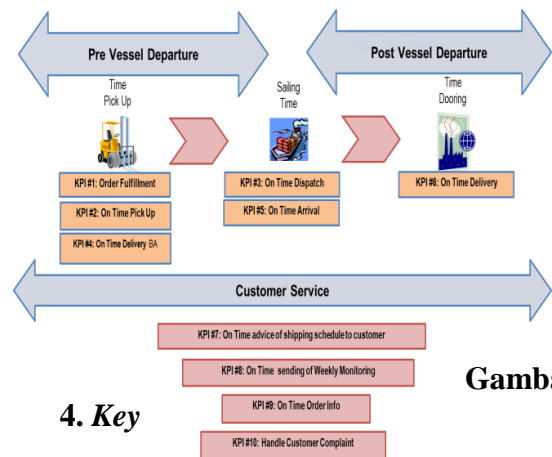 Pre Vessel Departure
Post Vessel Departure
Time
Pick Up
Sailing
Time
Time
Dooring
KPI #1: Order Fulfillment
KPI #2: On Time Pick Up
KPI #4: On Time Delivery BA
KPI #3: On Time Dispatch
KPI #5: On Time Arrival
KPI #6: On Time Delivery
Customer Service
KPI #7: On Time advice of shipping schedule to customer
KPI #8: On Time sending of Weekly Monitoring
KPI #9: On Time Order Info
KPI #10: Handle Customer Complaint
Gamba
4. Key